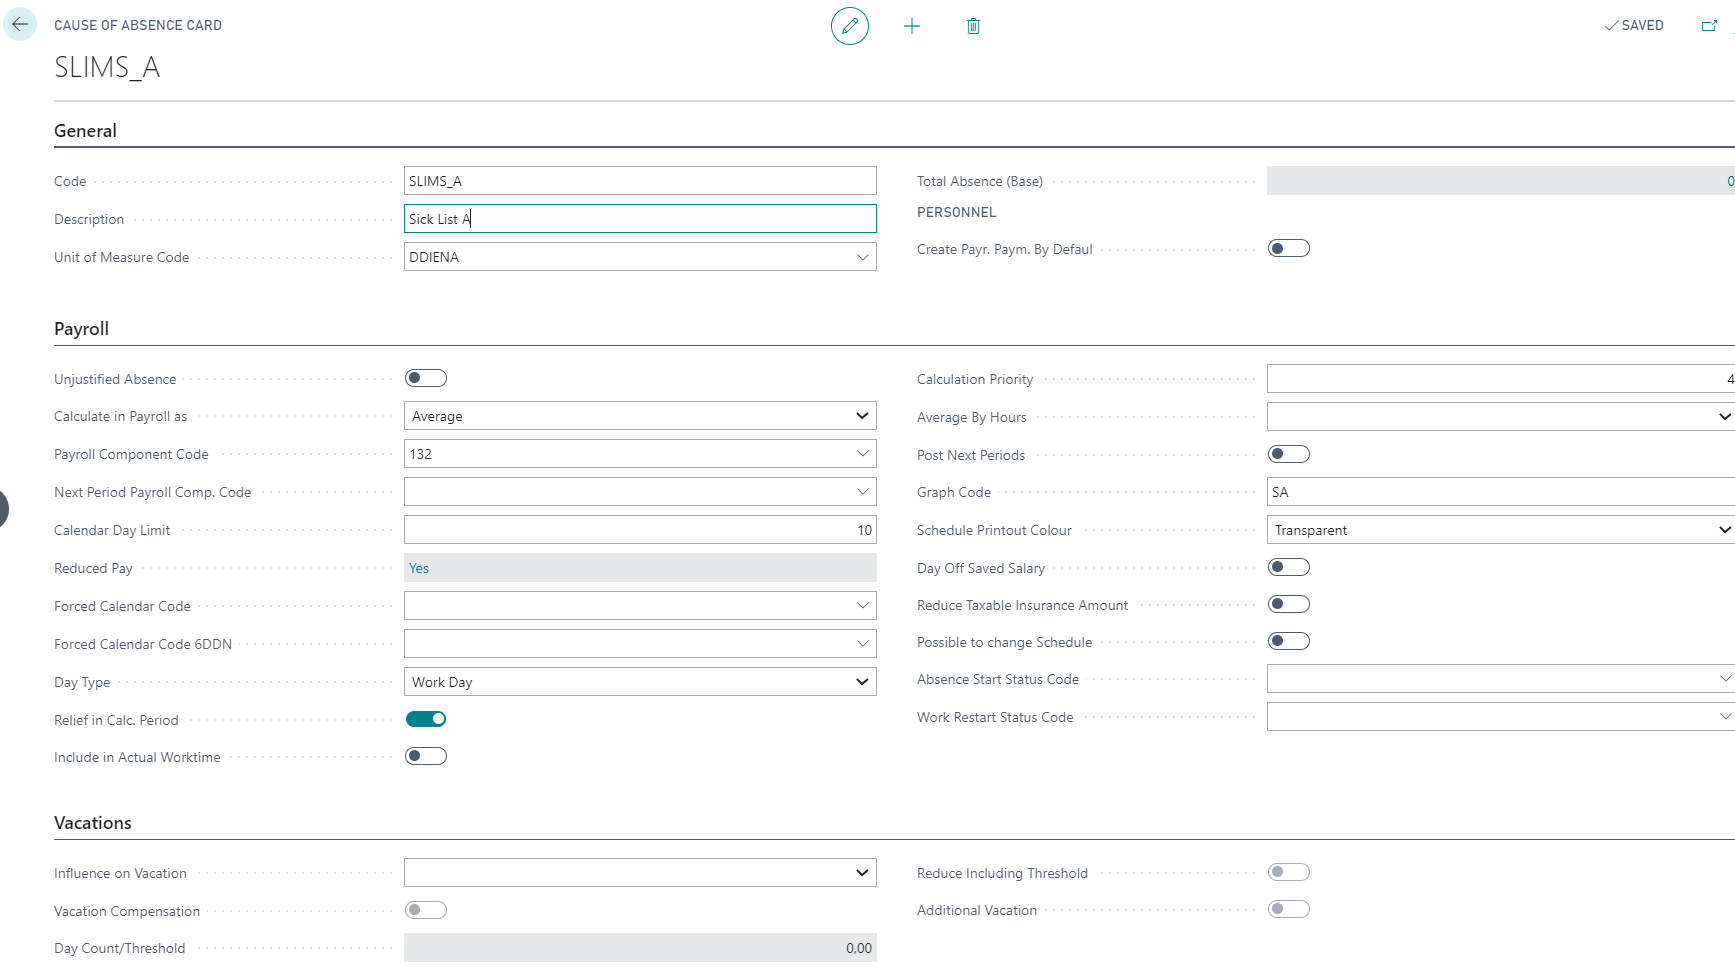 CAUSE OF ABSENCE CARD
SAVED
SLIMS_A
General
Code
SLIMS_A
Total Absence (Base)
0
Description
Sick List A
PERSONNEL
Unit of Measure Code
DDIENA
Create Payr. Paym. By Defaul
Payroll
Unjustified Absence
Calculation Priority
4
Calculate in Payroll as
Average
Average By Hours
Payroll Component Code
132
Post Next Periods
Next Period Payroll Comp. Code
Graph Code
SA
Calendar Day Limit
10
Schedule Printout Colour
Transparent
Reduced Pay
Yes
Day Off Saved Salary
Forced Calendar Code
Reduce Taxable Insurance Amount
Forced Calendar Code 6DDN
Possible to change Schedule
Day Type
Work Day
Absence Start Status Code
Relief in Calc. Period
Work Restart Status Code
Include in Actual Worktime
Vacations
Influence on Vacation
Reduce Including Threshold
Vacation Compensation
Additional Vacation
Day Count/Threshold
0,00